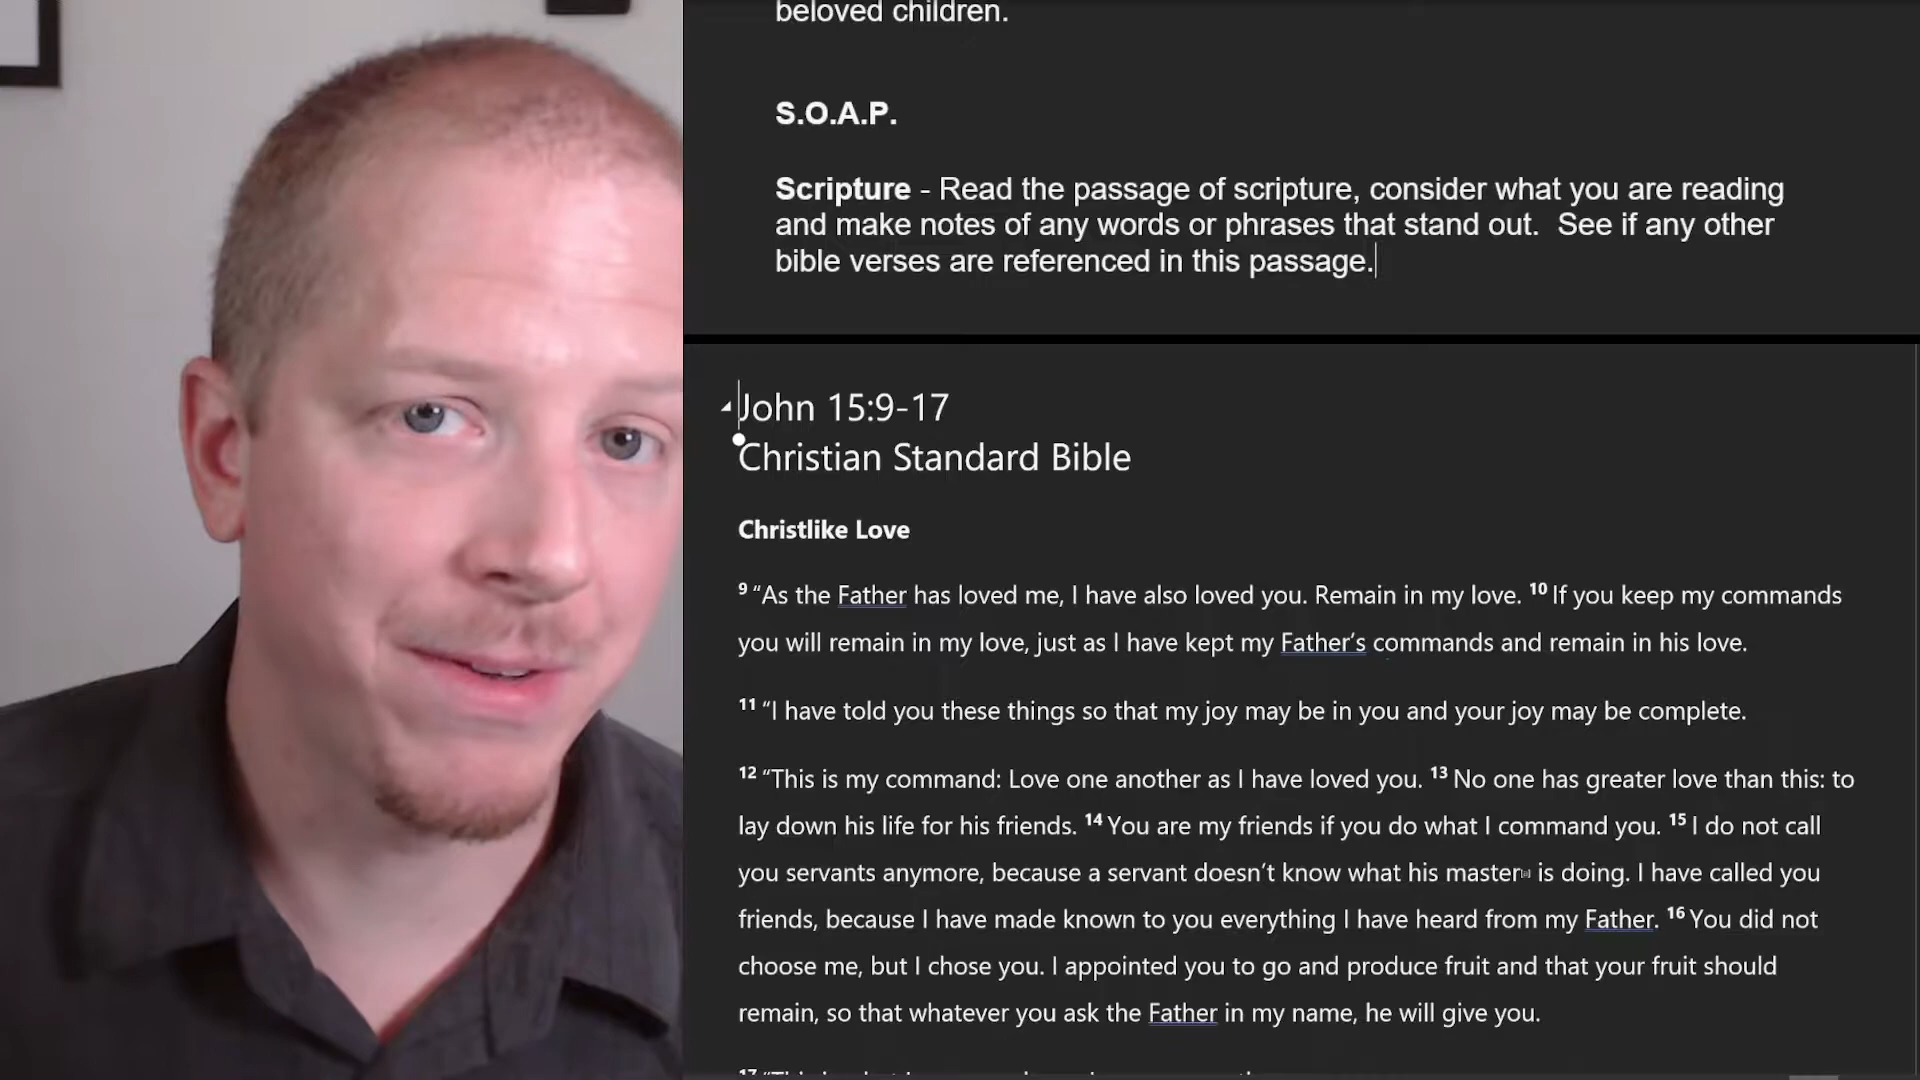 beloved children.
S.O.A.P.
Scripture - Read the passage of scripture, consider what you are reading
and make notes of any words or phrases that stand out.  See if any other
bible verses are referenced in this passage.
John 15:9-17
Christian Standard Bible
Christlike Love
9 “As the Father has loved me, I have also loved you. Remain in my love. 10 If you keep my commands
you will remain in my love, just as I have kept my Father’s commands and remain in his love.
11 “I have told you these things so that my joy may be in you and your joy may be complete.
12 “This is my command: Love one another as I have loved you. 13 No one has greater love than this: to
lay down his life for his friends. 14 You are my friends if you do what I command you. 15 I do not call
you servants anymore, because a servant doesn’t know what his master is doing. I have called you
friends, because I have made known to you everything I have heard from my Father. 16 You did not
choose me, but I chose you. I appointed you to go and produce fruit and that your fruit should
remain, so that whatever you ask the Father in my name, he will give you.